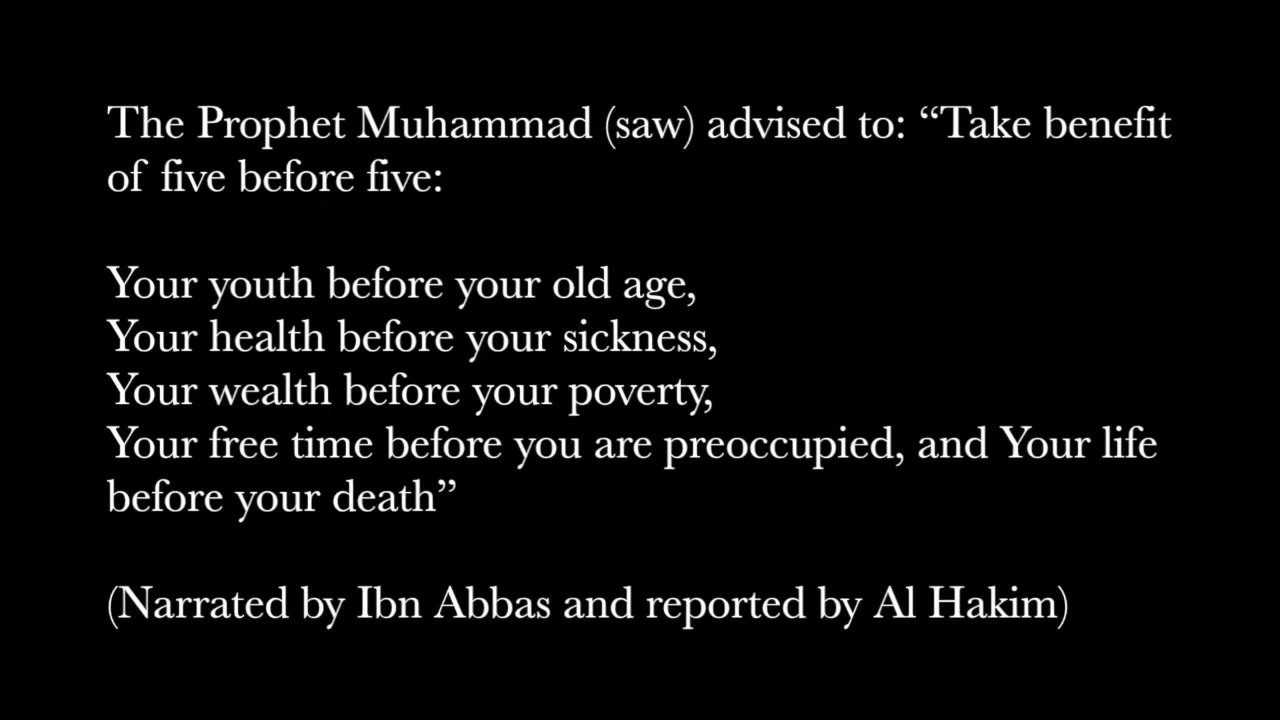 The Prophet Muhammad (saw) advised to: “Take benefit
of five before five:
Your youth before your old age,
Your health before your sickness,
Your wealth before your poverty,
Your free time before you are preoccupied, and Your life
before your death”
(Narrated by Ibn Abbas and reported by Al Hakim)